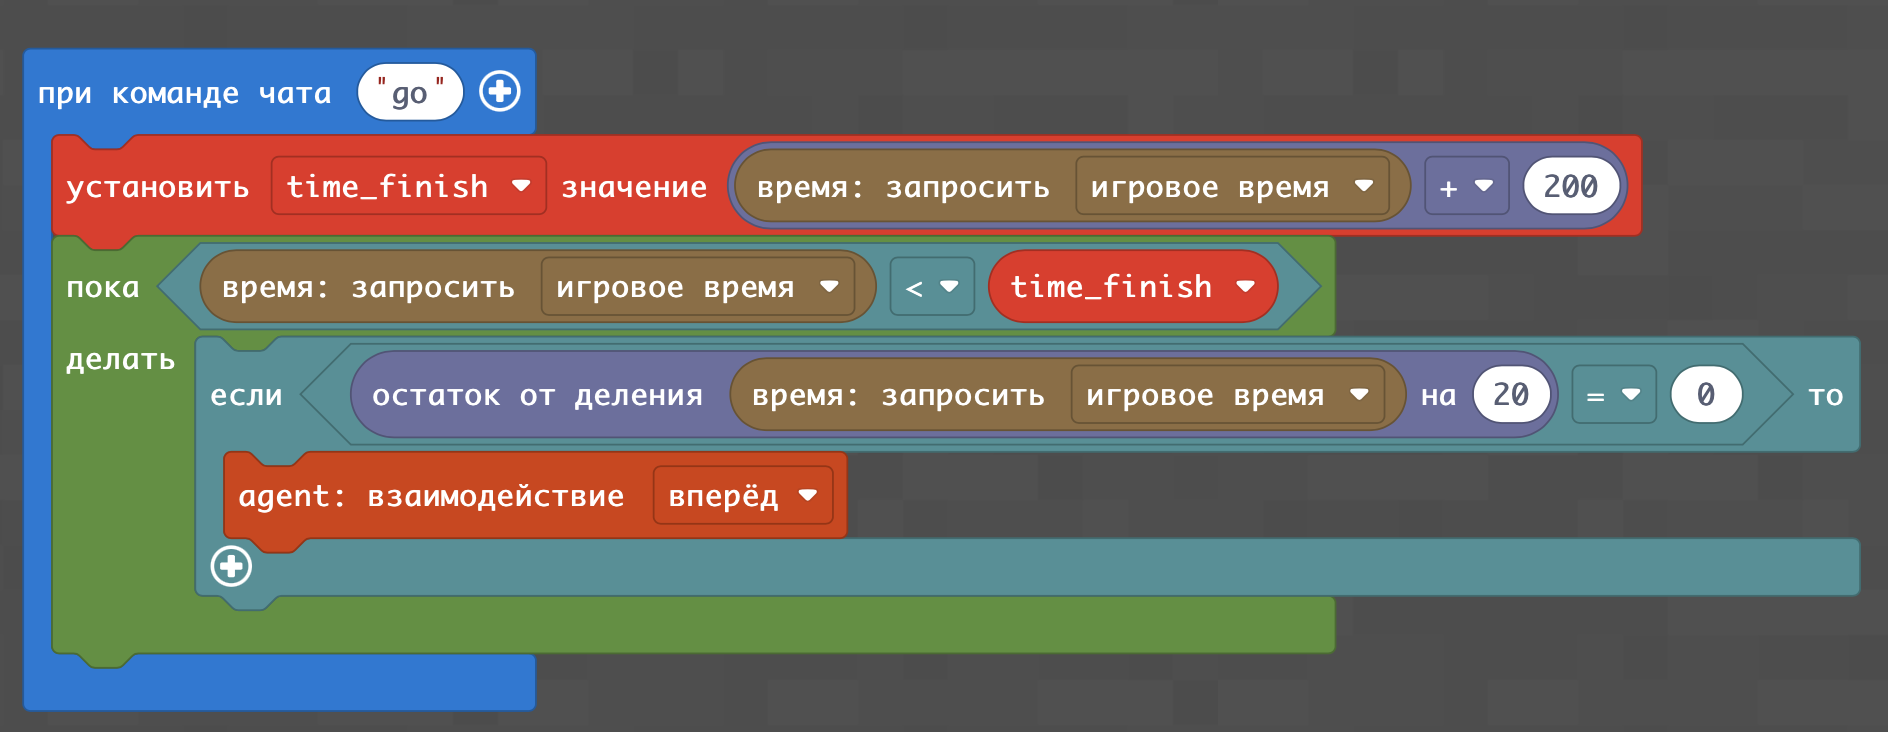 при команде чата "go"
установить time_finish значение время: запросить игровое время + 200
пока время: запросить игровое время < time_finish
делать
если остаток от деления время: запросить игровое время на 20 = 0 то
agent: взаимодействие вперёд